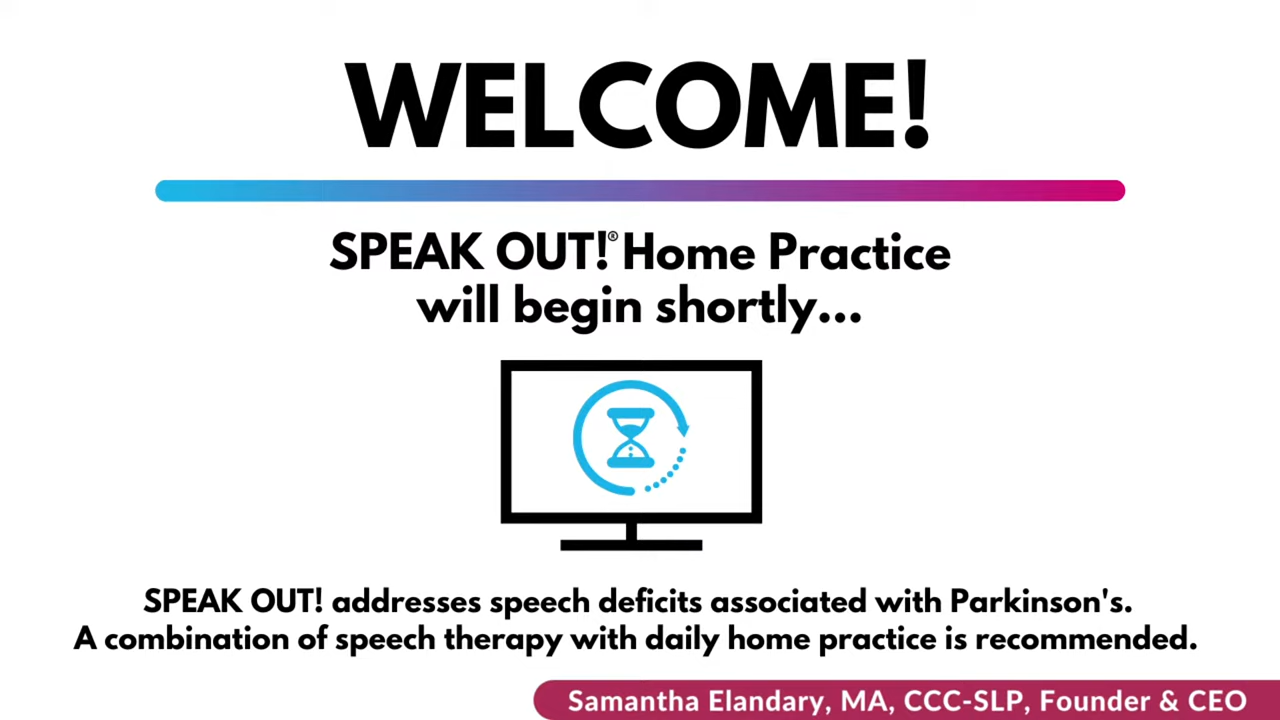 WELCOME!
SPEAK OUT!® Home Practice
will begin shortly...
SPEAK OUT! addresses speech deficits associated with Parkinson's.
A combination of speech therapy with daily home practice is recommended.
Samantha Elandary, MA, CCC-SLP, Founder & CEO